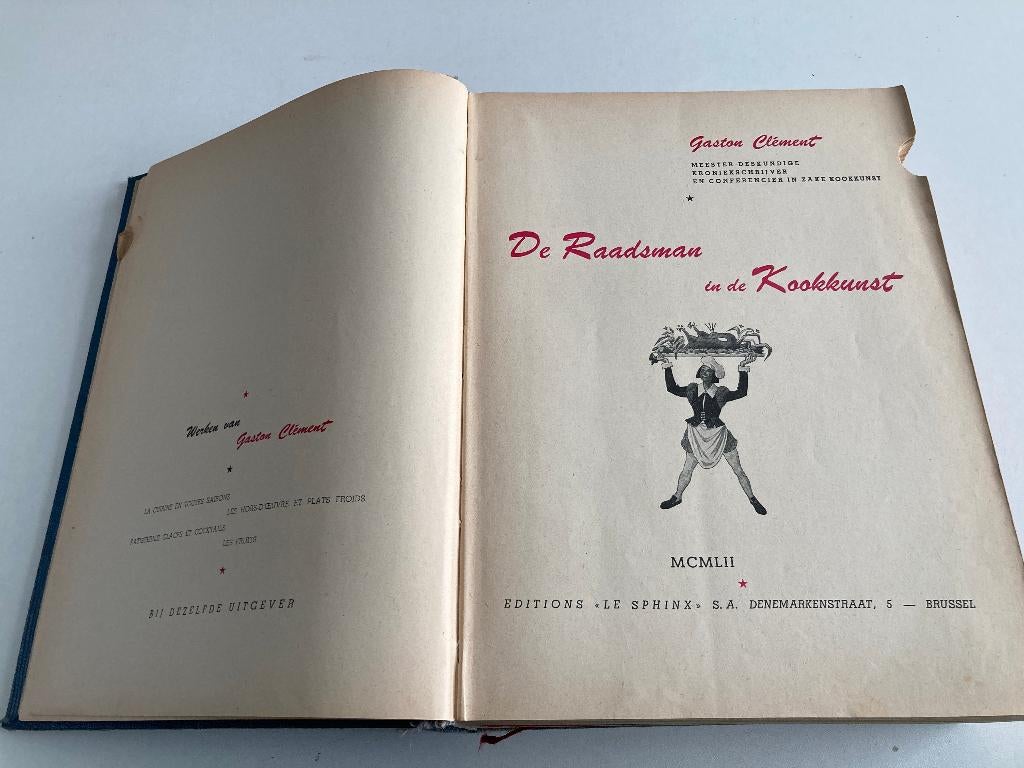 Werken van
Gaston Clément
LA CUISINE EN TOUTES SAISONS
LES HORS-D'ŒUVRE ET PLATS FROIDS
GLACES ET COCKTAILS
LES FRUITS
BIJ DEZELFDE UITGEVER
Gaston Clément
MEESTER DESKUNDIGE
KRONIEKSCHRIJVER
EN CONFERENCIER IN ZAKE KOOKKUNST
De Raadsman
in de Kookkunst
MCMLII
EDITIONS «LE SPHINX» S.A. DENEMARKENSTRAAT, 5 — BRUSSEL